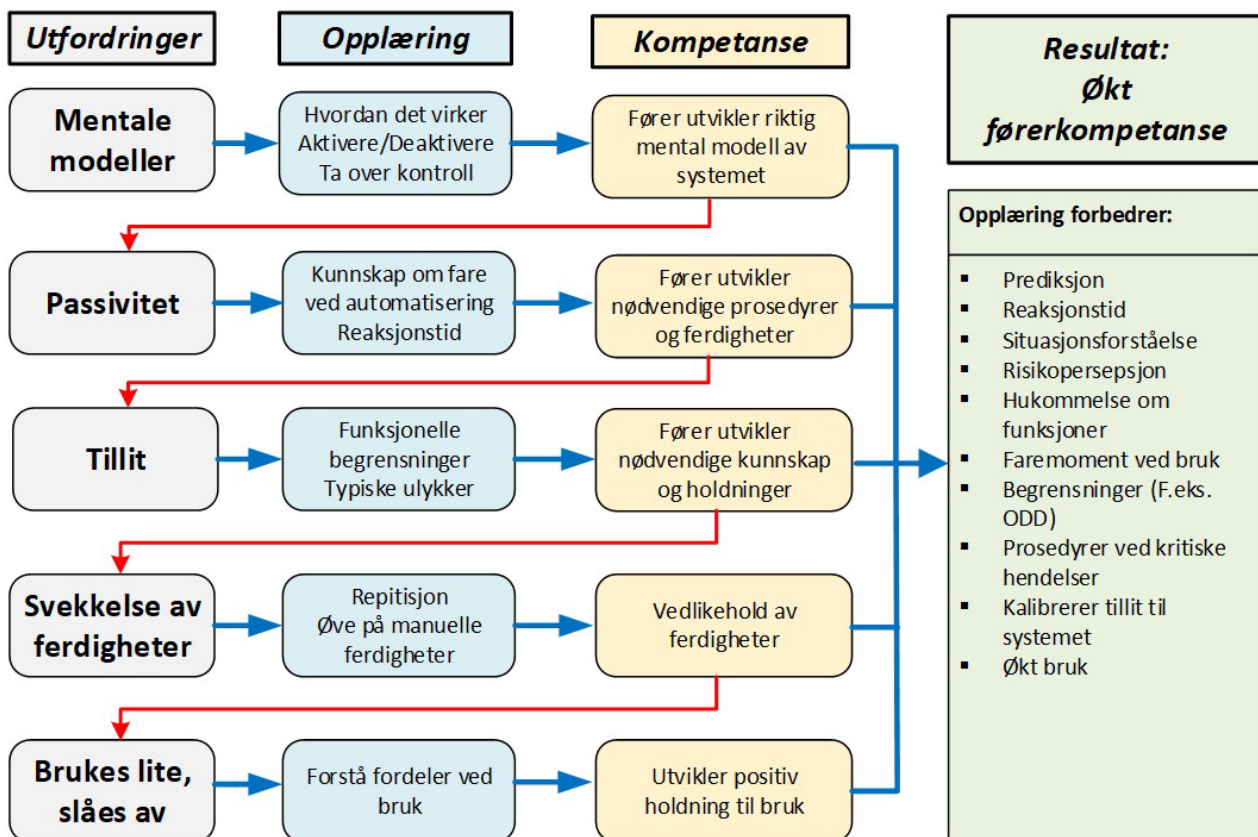 Utfordringer
Opplæring
Kompetanse
Resultat:
Økt
førerkompetanse
Mentale
modeller
Hvordan det virker
Aktivere/Deaktivere
Ta over kontroll
Fører utvikler riktig
mental modell av
systemet
Passivitet
Kunnskap om fare
ved automatisering
Reaksjonstid
Fører utvikler
nødvendige prosedyrer
og ferdigheter
Tillit
Funksjonelle
begrensninger
Typiske ulykker
Fører utvikler
nødvendige kunnskap
og holdninger
Svekkelse av
ferdigheter
Repitisjon
Øve på manuelle
ferdigheter
Vedlikehold av
ferdigheter
Brukes lite,
slåes av
Forstå fordeler ved
bruk
Utvikler positiv
holdning til bruk
Opplæring forbedrer:
▪ Prediksjon
▪ Reaksjonstid
▪ Situasjonsforståelse
▪ Risikopersepsjon
▪ Hukommelse om
funksjoner
▪ Faremoment ved bruk
▪ Begrensninger (F.eks.
ODD)
▪ Prosedyrer ved kritiske
hendelser
▪ Kalibrerer tillit til
systemet
▪ Økt bruk